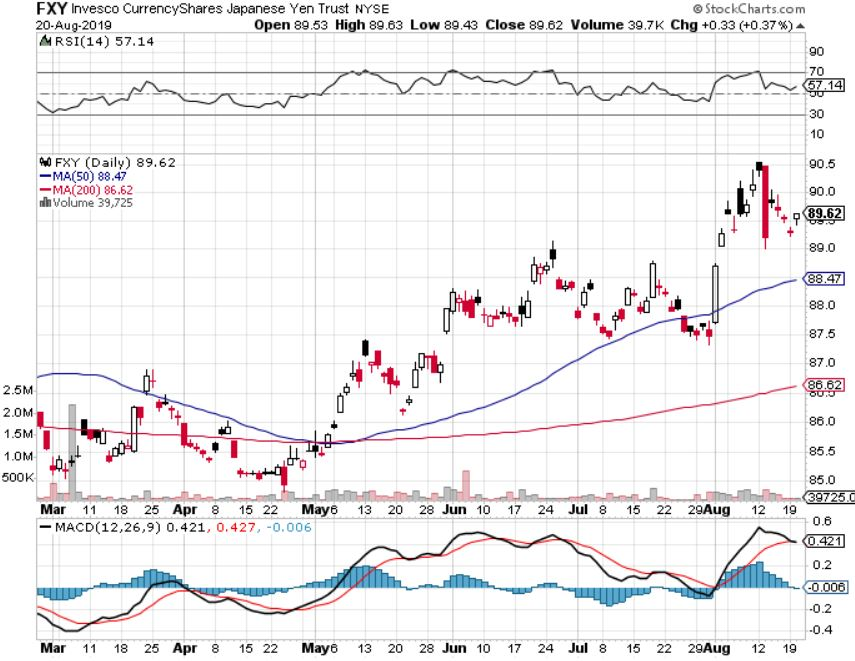 FXY Invesco CurrencyShares Japanese Yen Trust NYSE © StockCharts.com
20-Aug-2019 Open 89.53 High 89.63 Low 89.43 Close 89.62 Volume 39.7K Chg +0.33 (+0.37%)
RSI(14) 57.14
90
70
57.14
30
10
FXY (Daily) 89.62
MA(50) 88.47
MA(200) 86.62
Volume 39,725
90.5
90.0
89.62
89.0
88.47
88.0
87.5
87.0
86.62
86.0
85.5
85.0
2.5M
2.0M
1.5M
1.0M
500K
39725.0
Mar 11 18 25 Apr 8 15 22 May 6 13 20 28 Jun 10 17 24 Jul 8 15 22 29 Aug 12 19
MACD(12,26,9) 0.421, 0.427, -0.006
0.6
0.421
0.2
-0.006
-0.2
-0.4
Mar 11 18 25 Apr 8 15 22 May 6 13 20 28 Jun 10 17 24 Jul 8 15 22 29 Aug 12 19